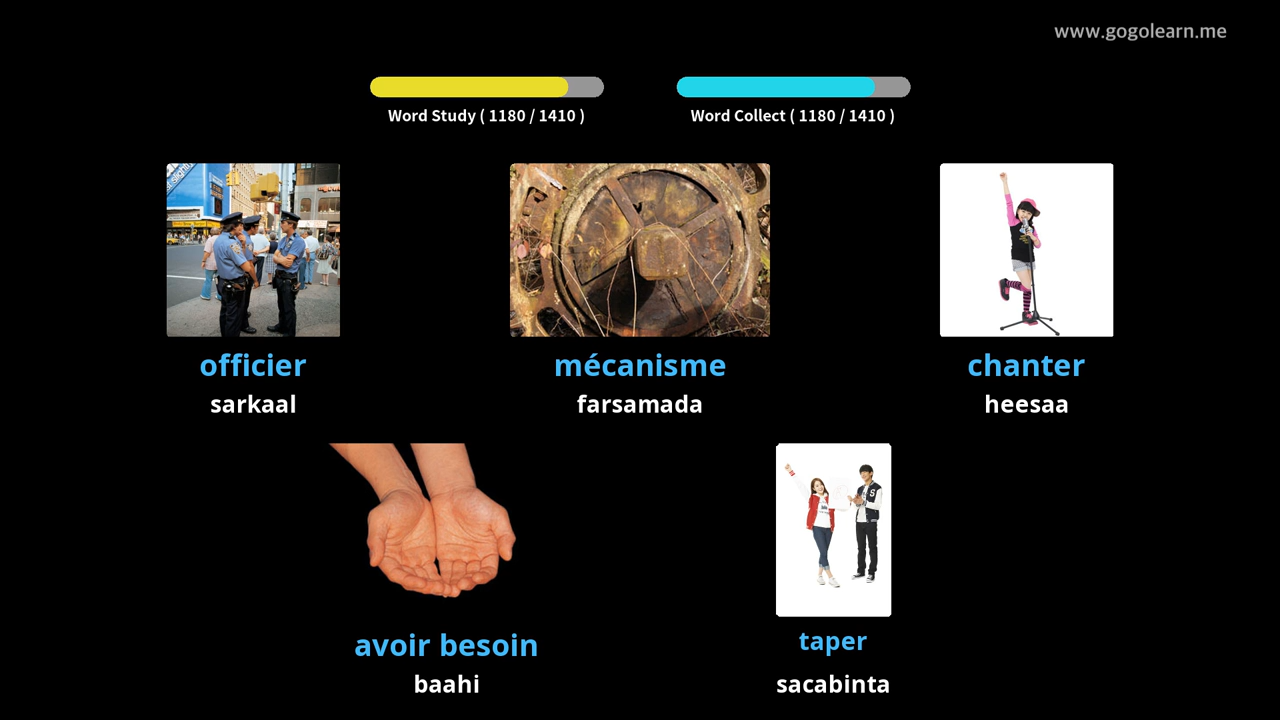 www.gogolearn.me
Word Study ( 1180 / 1410 )
Word Collect ( 1180 / 1410 )
officier
mécanisme
chanter
sarkaal
farsamada
heesaa
avoir besoin
taper
baahi
sacabinta